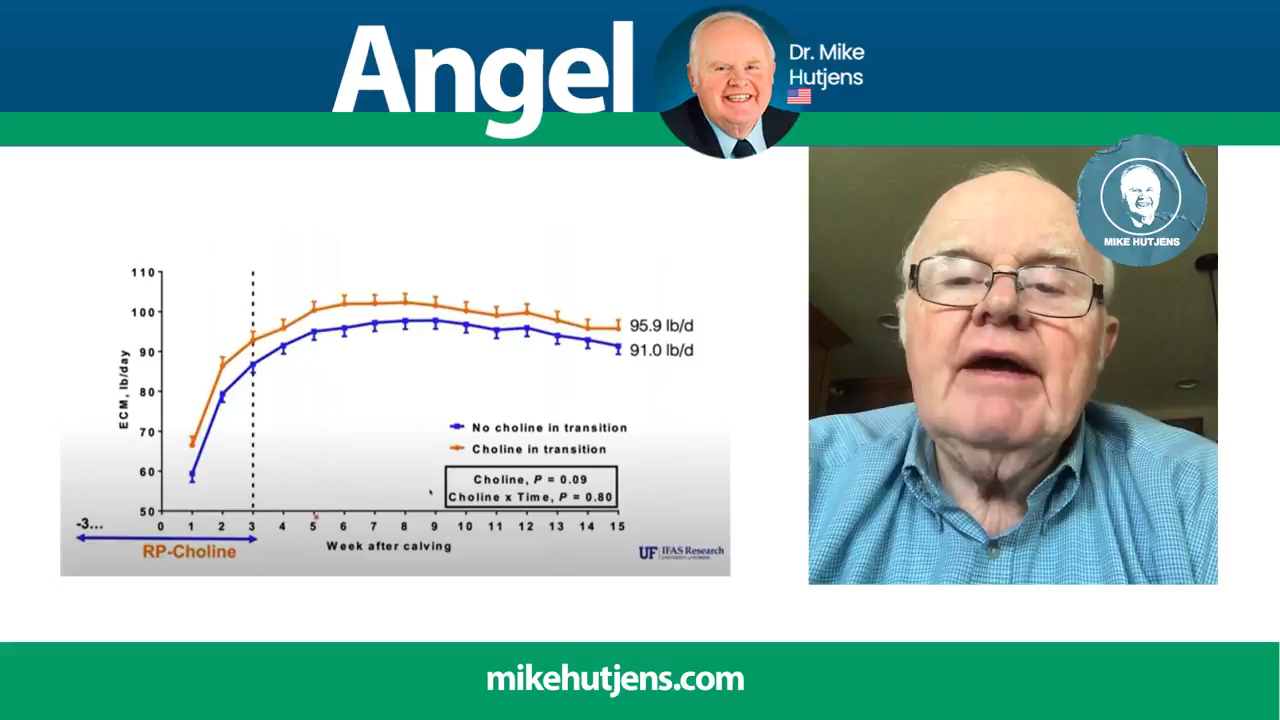 Angel
Dr. Mike
Hutjens
MIKE HUTJENS
110
100
90
80
70
60
50
ECM, lb/day
95.9 lb/d
91.0 lb/d
No choline in transition
Choline in transition
Choline, P = 0.09
Choline x Time, P = 0.80
-3...
0 1 2 3 4 5 6 7 8 9 10 11 12 13 14 15
RP-Choline
Week after calving
UF IFAS Research
UNIVERSITY of FLORIDA
mikehutjens.com